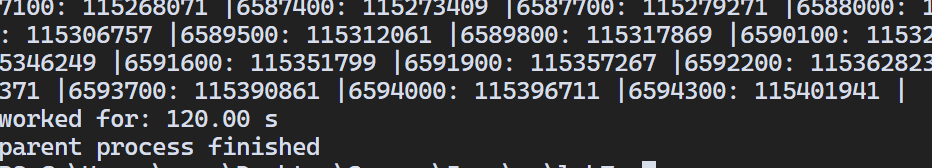 7100: 115268071 |6587400: 115273409 |6587700: 115279271 |6588000: 1
: 115306757 |6589500: 115312061 |6589800: 115317869 |6590100: 11532
5346249 |6591600: 115351799 |6591900: 115357267 |6592200: 115362823
371 |6593700: 115390861 |6594000: 115396711 |6594300: 115401941 |
worked for: 120.00 s
parent process finished